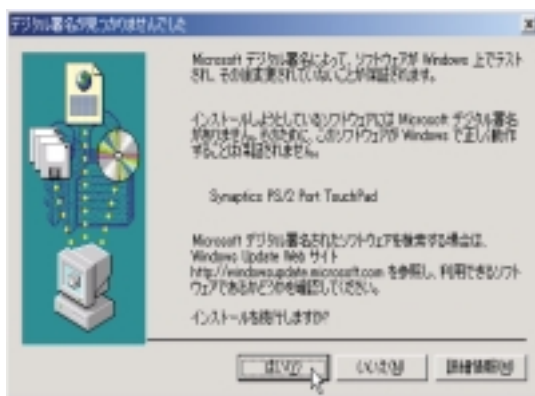 デジタル署名が見つかりませんでした
Microsoft デジタル署名によって、ソフトウェアが Windows 上でテスト
され、その後変更されていないことが保証されます。
インストールしようとしているソフトウェアには Microsoft デジタル署名
がありません。そのために、このソフトウェアが Windows で正しく動作
することは保証されません。
Synaptics PS/2 Port TouchPad
Microsoft デジタル署名されたソフトウェアを検索する場合は、
Windows Update Web サイト
http://windowsupdate.microsoft.com を参照し、利用できるソフト
ウェアであるかどうかを確認してください。
インストールを続行しますか?
はい(Y)
いいえ(N)
詳細情報(M)